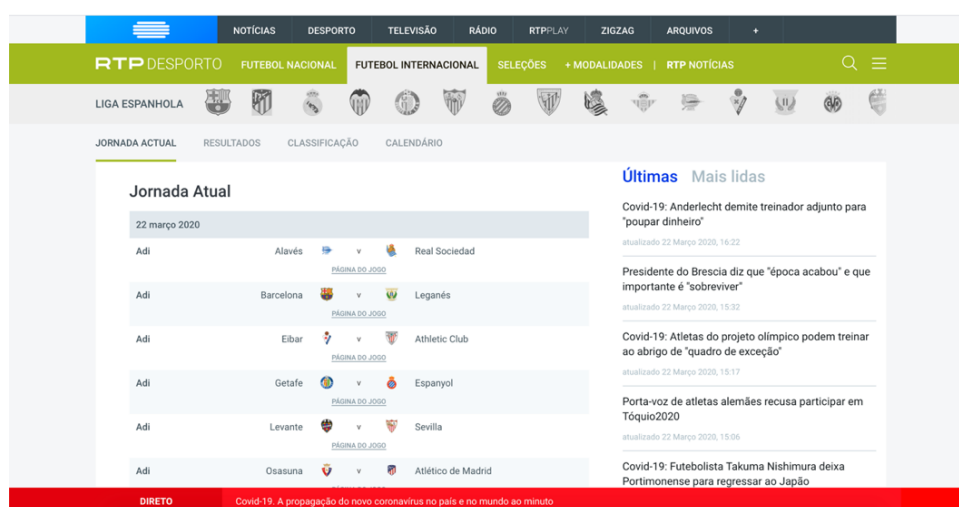 NOTÍCIAS DESPORTO TELEVISÃO RÁDIO RTPPLAY ZIGZAG ARQUIVOS +
RTP DESPORTO FUTEBOL NACIONAL FUTEBOL INTERNACIONAL SELEÇÕES + MODALIDADES | RTP NOTÍCIAS
LIGA ESPANHOLA
JORNADA ACTUAL RESULTADOS CLASSIFICAÇÃO CALENDÁRIO
Jornada Atual
22 março 2020
Adi Alavés v Real Sociedad
PÁGINA DO JOGO
Adi Barcelona v Leganés
PÁGINA DO JOGO
Adi Eibar v Athletic Club
PÁGINA DO JOGO
Adi Getafe v Espanyol
PÁGINA DO JOGO
Adi Levante v Sevilla
PÁGINA DO JOGO
Adi Osasuna v Atlético de Madrid
Últimas Mais lidas
Covid-19: Anderlecht demite treinador adjunto para
"poupar dinheiro"
atualizado 22 Março 2020, 16:22
Presidente do Brescia diz que "época acabou" e que
importante é "sobreviver"
atualizado 22 Março 2020, 15:32
Covid-19: Atletas do projeto olímpico podem treinar
ao abrigo de "quadro de exceção"
atualizado 22 Março 2020, 15:17
Porta-voz de atletas alemães recusa participar em
Tóquio2020
atualizado 22 Março 2020, 15:06
Covid-19: Futebolista Takuma Nishimura deixa
Portimonense para regressar ao Japão
DIRETO Covid-19. A propagação do novo coronavírus no país e no mundo ao minuto